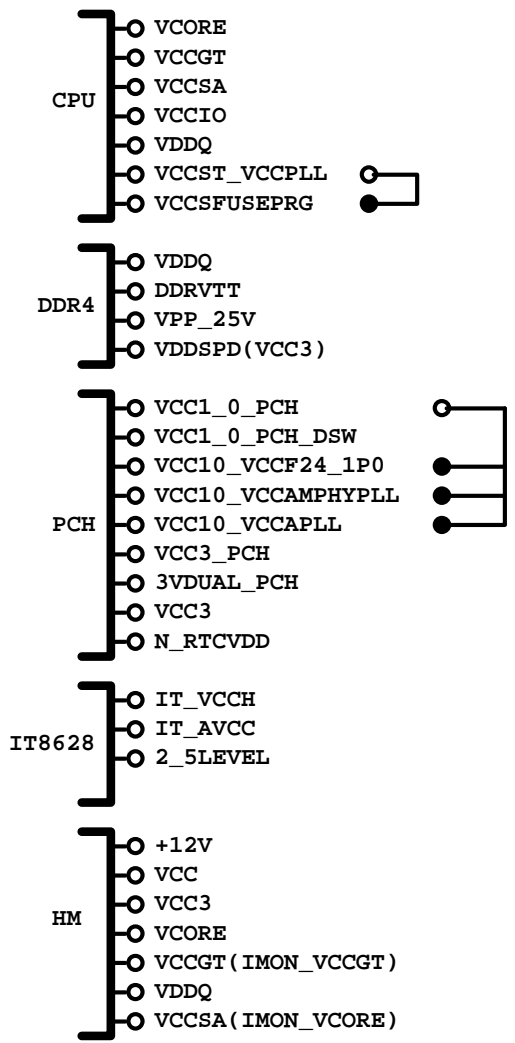 VCORE
VCCGT
VCCSA
CPU
VCCIO
VDDQ
VCCST_VCCPLL
VCCSFUSEPRG
VDDQ
DDR4
DDRVTT
VPP_25V
VDDSPD(VCC3)
VCC1_0_PCH
VCC1_0_PCH_DSW
VCC10_VCCF24_1P0
VCC10_VCCAMPHYPLL
PCH
VCC10_VCCAPLL
VCC3_PCH
3VDUAL_PCH
VCC3
N_RTCVDD
IT_VCCH
IT8628
IT_AVCC
2_5LEVEL
+12V
VCC
VCC3
HM
VCORE
VCCGT(IMON_VCCGT)
VDDQ
VCCSA(IMON_VCORE)